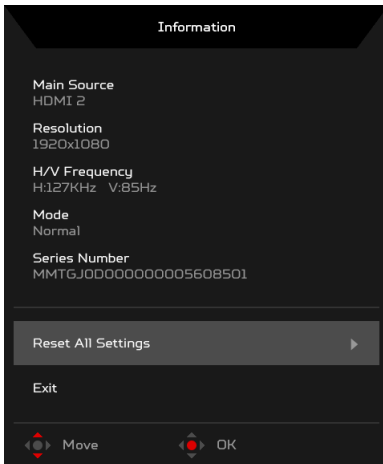 Information
Main Source
HDMI 2
Resolution
1920x1080
H/V Frequency
H:127KHz V:85Hz
Mode
Normal
Series Number
MMTGJ0D000000005608501
Reset All Settings
Exit
Move OK